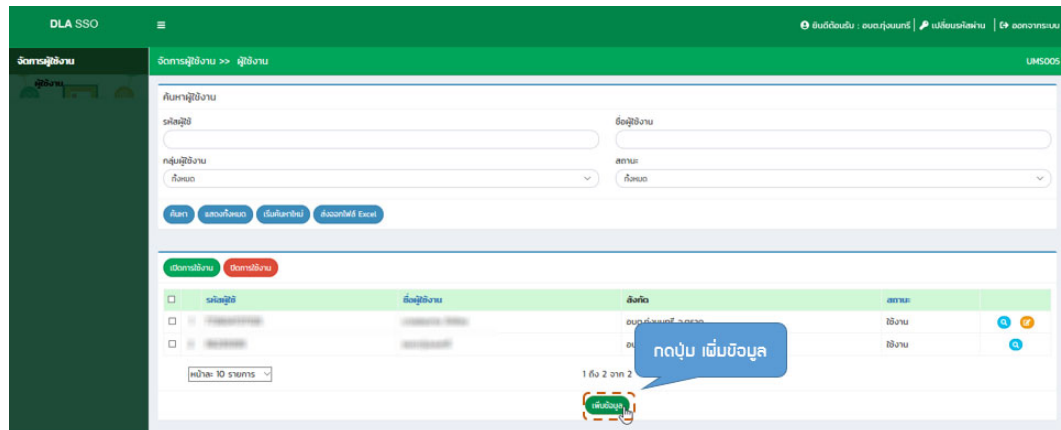 DLA SSO
ยินดีต้อนรับ : อบต.ทุ่งนนทรี | เปลี่ยนรหัสผ่าน | ออกจากระบบ
จัดการผู้ใช้งาน
จัดการผู้ใช้งาน >> ผู้ใช้งาน
UMS005
ผู้ใช้งาน
ค้นหาผู้ใช้งาน
รหัสผู้ใช้ ชื่อผู้ใช้งาน
กลุ่มผู้ใช้งาน สถานะ
ทั้งหมด ทั้งหมด
ค้นหา แสดงทั้งหมด เริ่มค้นหาใหม่ ส่งออกไฟล์ Excel
เปิดการใช้งาน ปิดการใช้งาน
รหัสผู้ใช้ ชื่อผู้ใช้งาน สังกัด สถานะ
ใช้งาน
ใช้งาน
กดปุ่ม เพิ่มข้อมูล
หน้าละ 10 รายการ 1 ถึง 2 จาก 2
เพิ่มข้อมูล